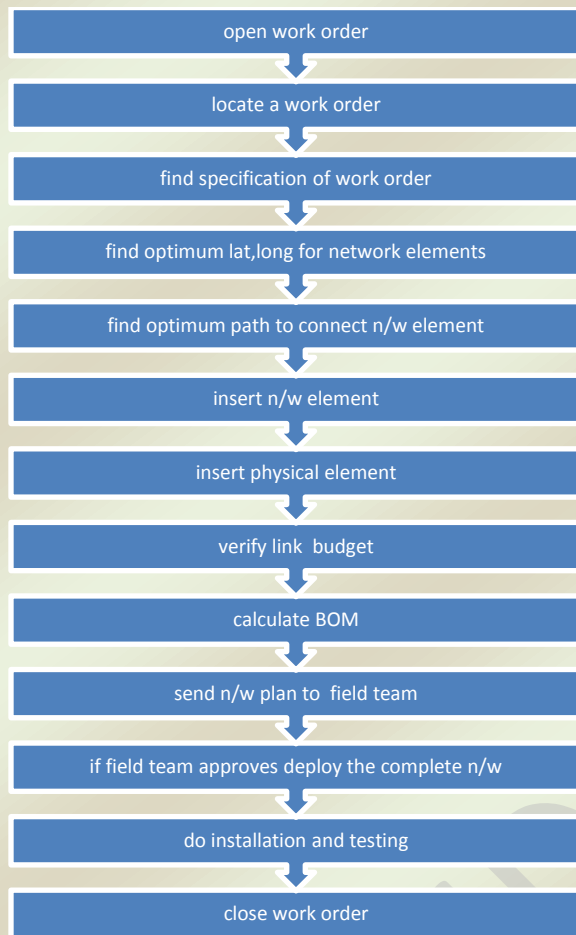 open work order
locate a work order
find specification of work order
find optimum lat,long for network elements
find optimum path to connect n/w element
insert n/w element
insert physical element
verify link budget
calculate BOM
send n/w plan to field team
if field team approves deploy the complete n/w
do installation and testing
close work order